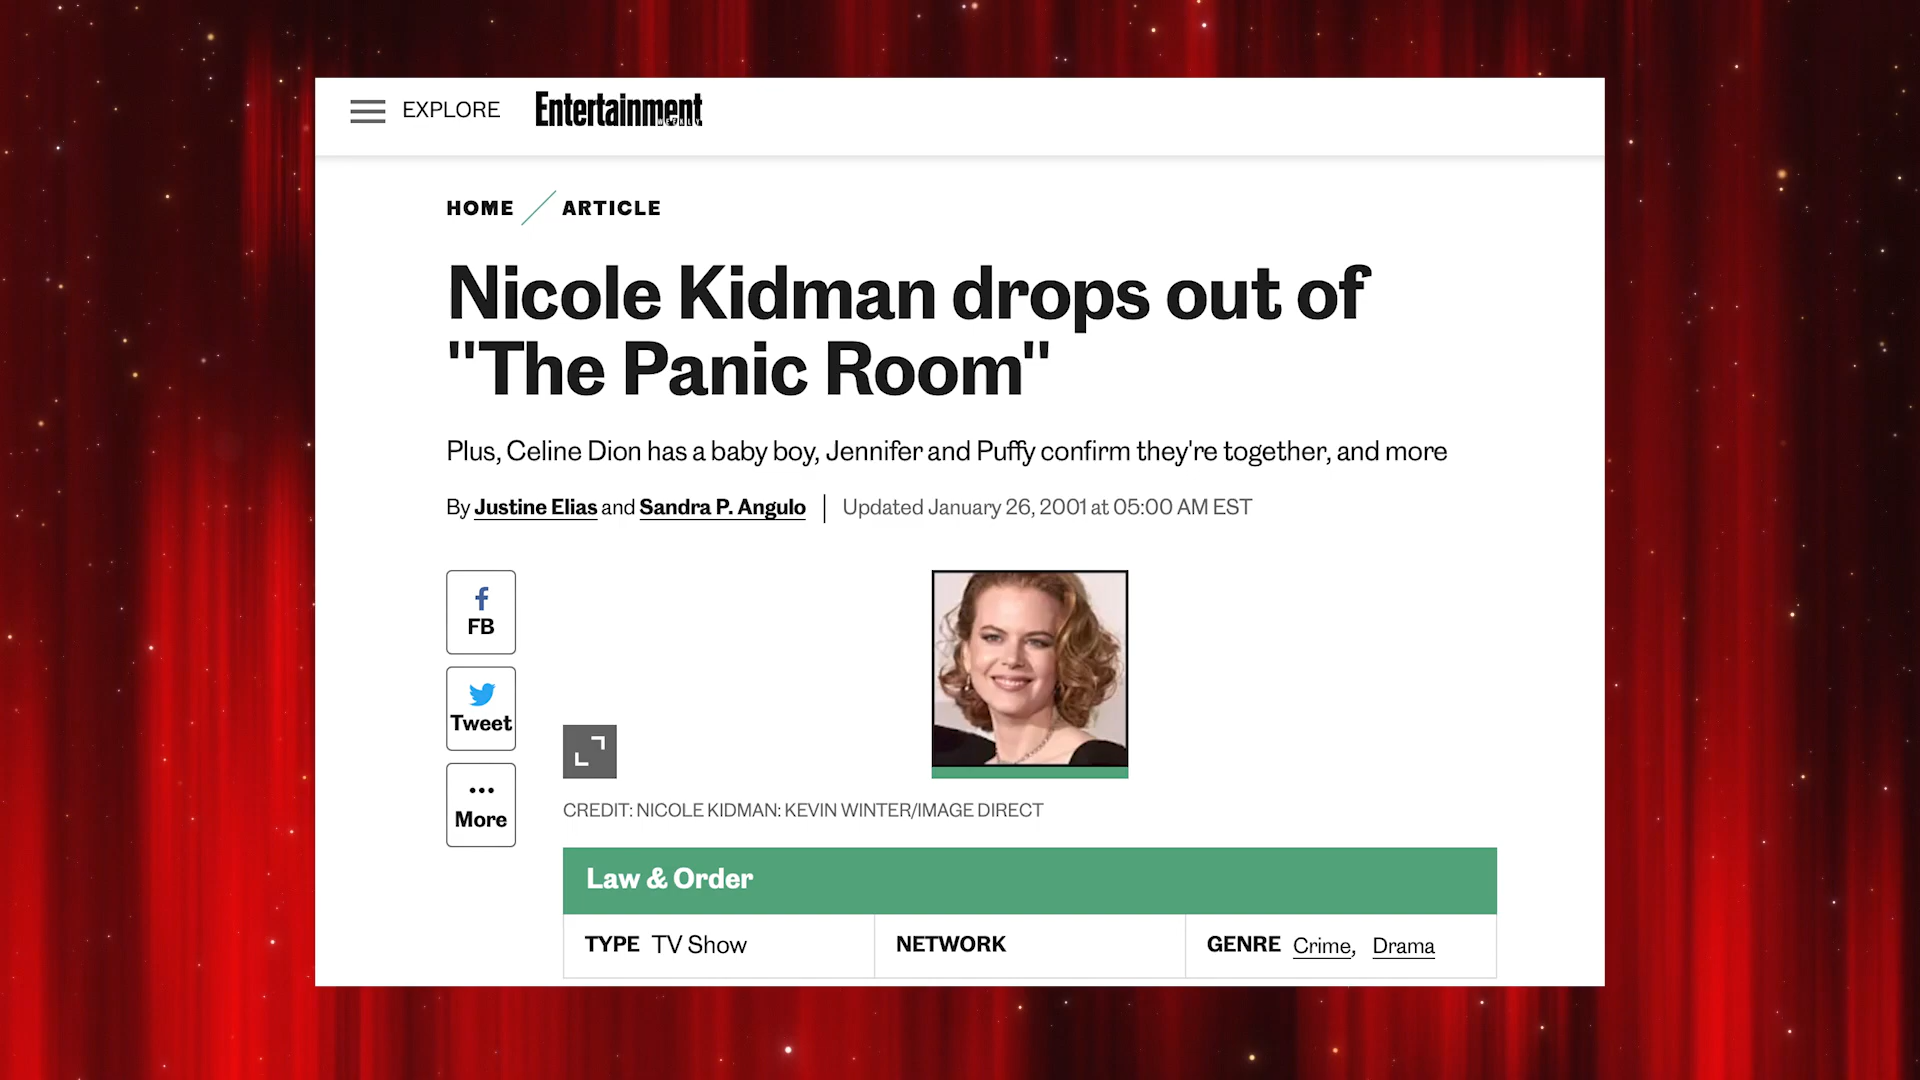 EXPLORE Entertainment WEEKLY
HOME ARTICLE
Nicole Kidman drops out of
"The Panic Room"
Plus, Celine Dion has a baby boy, Jennifer and Puffy confirm they're together, and more
By Justine Elias and Sandra P. Angulo | Updated January 26, 2001 at 05:00 AM EST
f
FB
Tweet
More
CREDIT: NICOLE KIDMAN: KEVIN WINTER/IMAGE DIRECT
Law & Order
TYPE TV Show NETWORK GENRE Crime, Drama